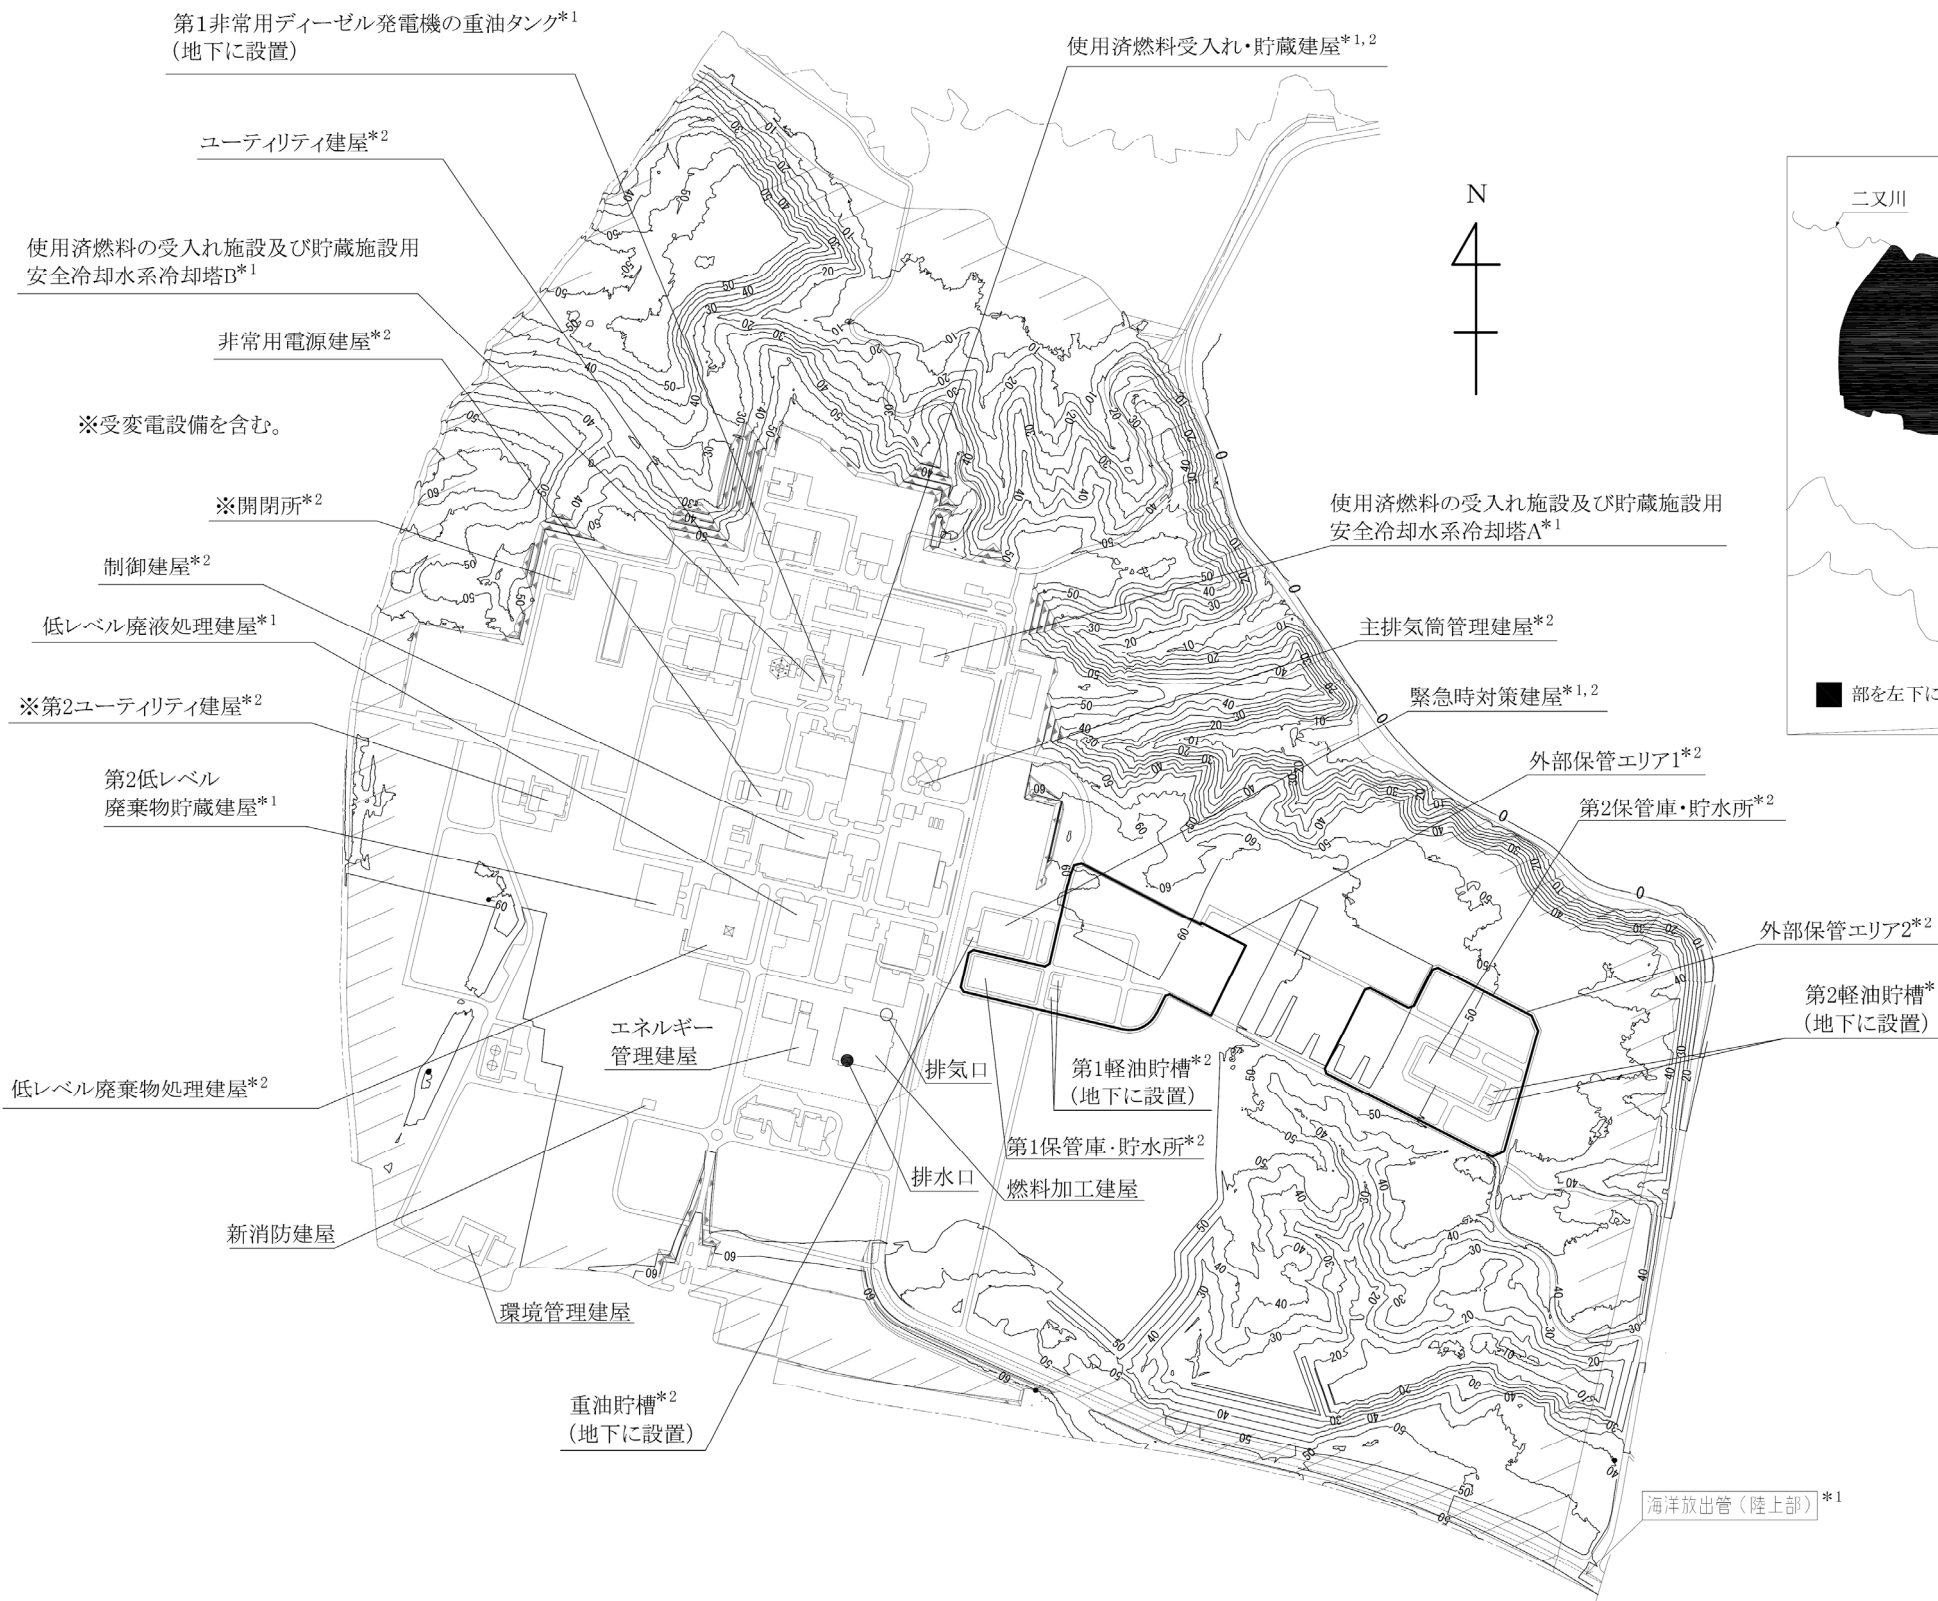 第1非常用ディーゼル発電機の重油タンク*1
(地下に設置)
使用済燃料受入れ・貯蔵建屋*1,2
ユーティリティ建屋*2
N
二又川
使用済燃料の受入れ施設及び貯蔵施設用
安全冷却水系冷却塔B*1
非常用電源建屋*2
※受変電設備を含む。
※開閉所*2
使用済燃料の受入れ施設及び貯蔵施設用
安全冷却水系冷却塔A*1
制御建屋*2
低レベル廃液処理建屋*1
主排気筒管理建屋*2
※第2ユーティリティ建屋*2
緊急時対策建屋*1,2
部を左下に
外部保管エリア1*2
第2低レベル
廃棄物貯蔵建屋*1
第2保管庫・貯水所*2
外部保管エリア2*2
第2軽油貯槽*
(地下に設置)
エネルギー
管理建屋
排気口
第1軽油貯槽*2
(地下に設置)
低レベル廃棄物処理建屋*2
第1保管庫・貯水所*2
排水口
燃料加工建屋
新消防建屋
環境管理建屋
重油貯槽*2
(地下に設置)
海洋放出管(陸上部)*1